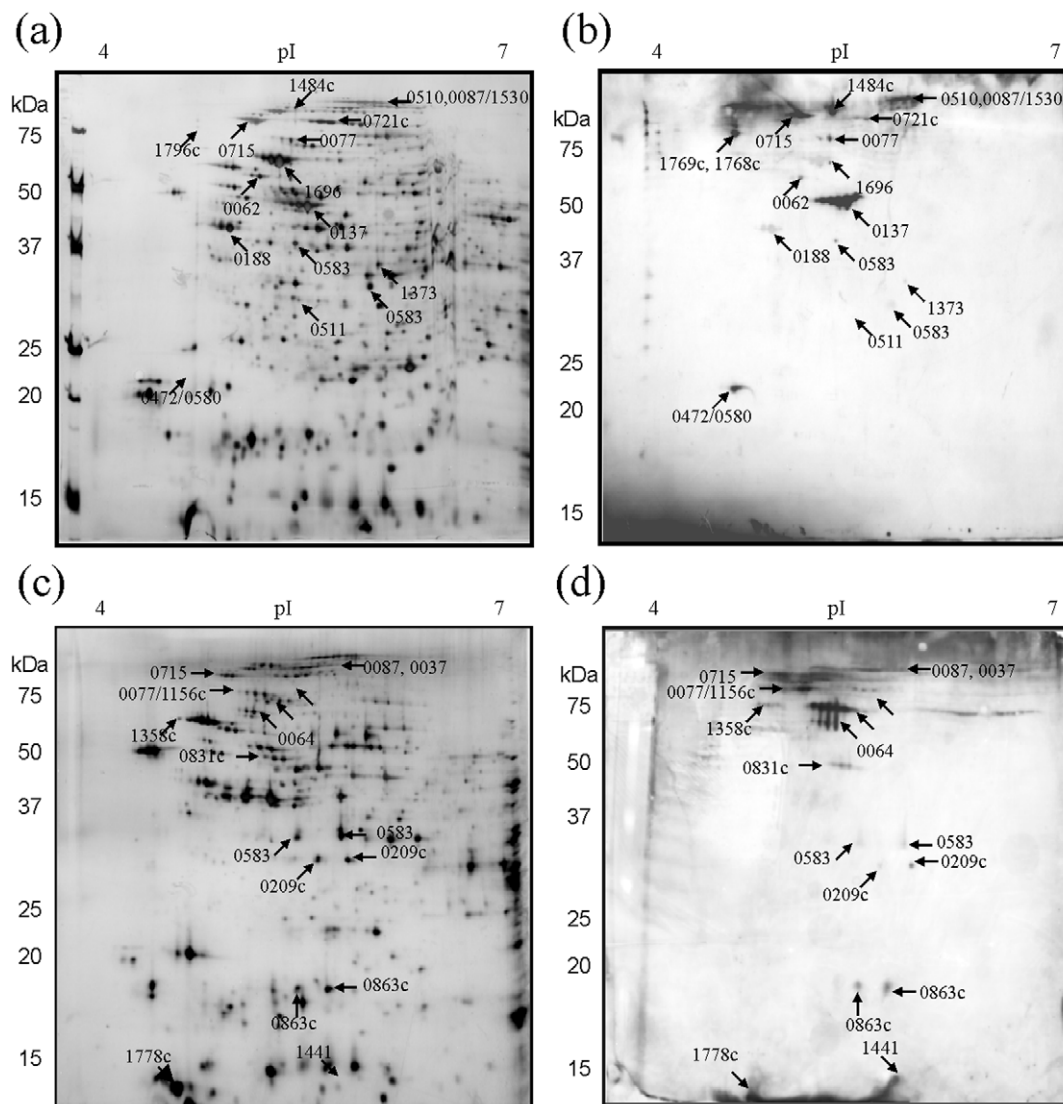 (a)
4 pI 7
kDa
75
50
37
25
20
15
1484c
0510,0087/1530
0721c
1796c
0715
0077
0062
1696
0137
0188
0583
1373
0583
0511
0472/0580
(b)
4 pI 7
kDa
75
50
37
25
20
15
1484c
0510,0087/1530
0721c
0715
0077
1769c, 1768c
1696
0062
0137
0188
0583
1373
0583
0511
0472/0580
(c)
4 pI 7
kDa
75
50
37
25
20
15
0715
0087, 0037
0077/1156c
0064
1358c
0831c
0583
0583
0209c
0209c
0863c
0863c
1778c
1441
(d)
4 pI 7
kDa
75
50
37
25
20
15
0715
0087, 0037
0077/1156c
1358c
0064
0831c
0583
0583
0209c
0209c
0863c
0863c
1778c
1441